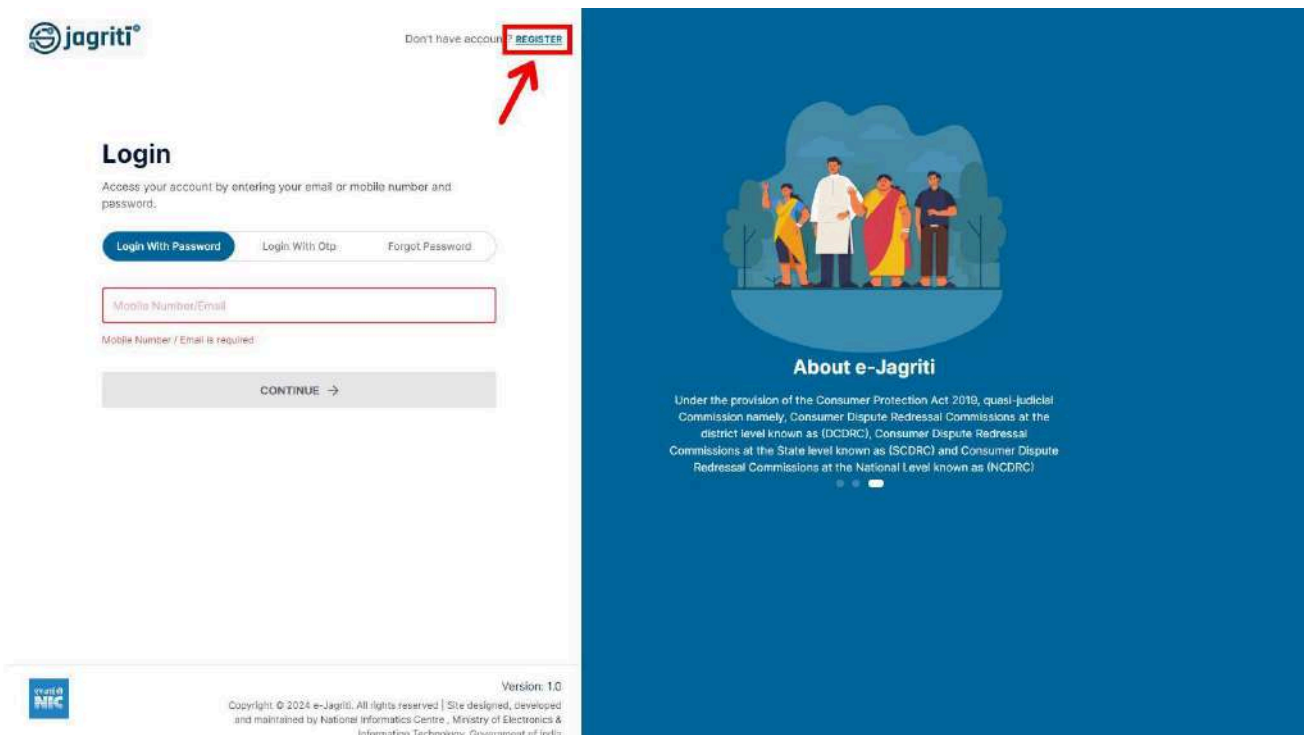 jagriti
Don't have account? REGISTER
Login
Access your account by entering your email or mobile number and
password.
Login With Password
Login With Otp
Forgot Password
Mobile Number/Email
Mobile Number / Email is required
CONTINUE →
Version: 1.0
Copyright © 2024 e-Jagriti. All rights reserved | Site designed, developed
and maintained by National Informatics Centre , Ministry of Electronics &
Information Technology, Government of India
NIC
About e-Jagriti
Under the provision of the Consumer Protection Act 2019, quasi-judicial
Commission namely, Consumer Dispute Redressal Commissions at the
district level known as (DCDRC), Consumer Dispute Redressal
Commissions at the State level known as (SCDRC) and Consumer Dispute
Redressal Commissions at the National Level known as (NCDRC)